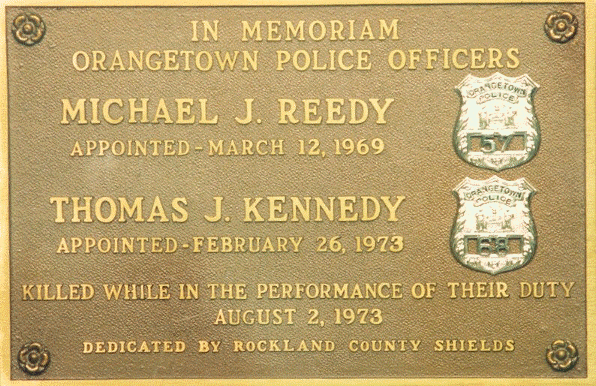 IN MEMORIAM
ORANGETOWN POLICE OFFICERS
MICHAEL J. REEDY
APPOINTED-MARCH 12, 1969
ORANGETOWN
POLICE
57
THOMAS J. KENNEDY
APPOINTED-FEBRUARY 26, 1973
ORANGETOWN
POLICE
KILLED WHILE IN THE PERFORMANCE OF THEIR DUTY
AUGUST 2, 1973
DEDICATED BY ROCKLAND COUNTY SHIELDS